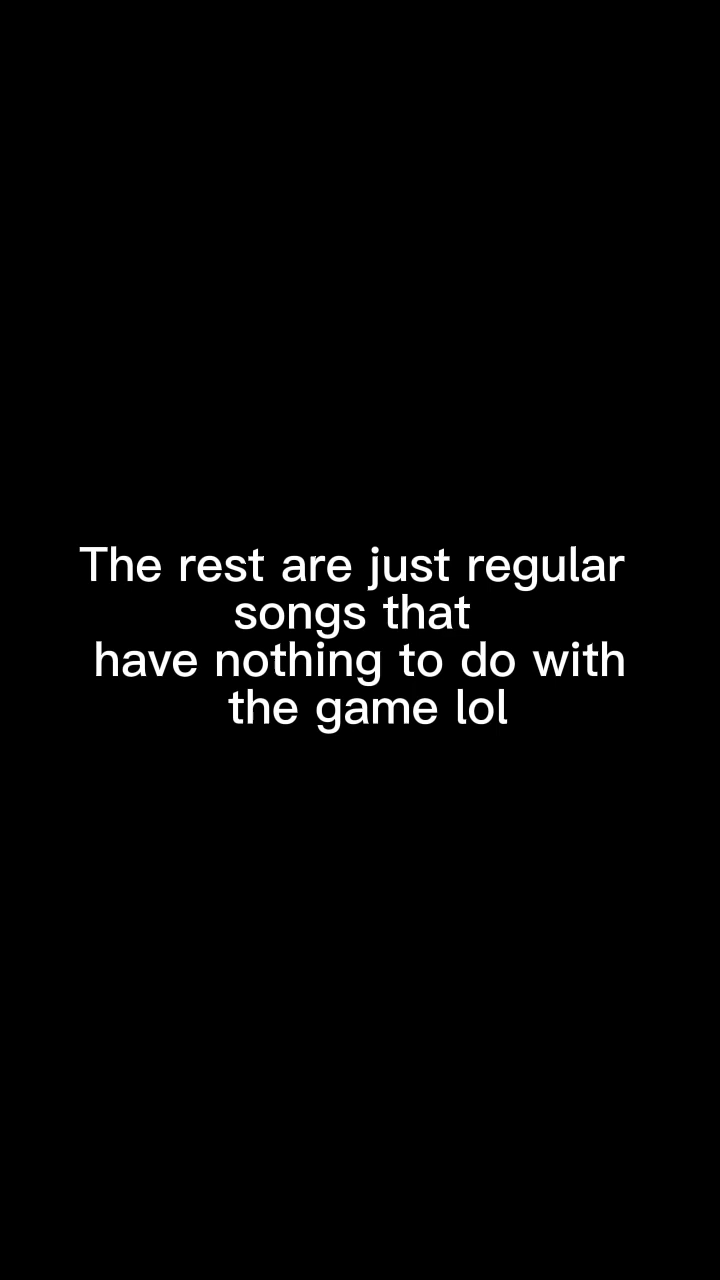 The rest are just regular
songs that
have nothing to do with
the game lol